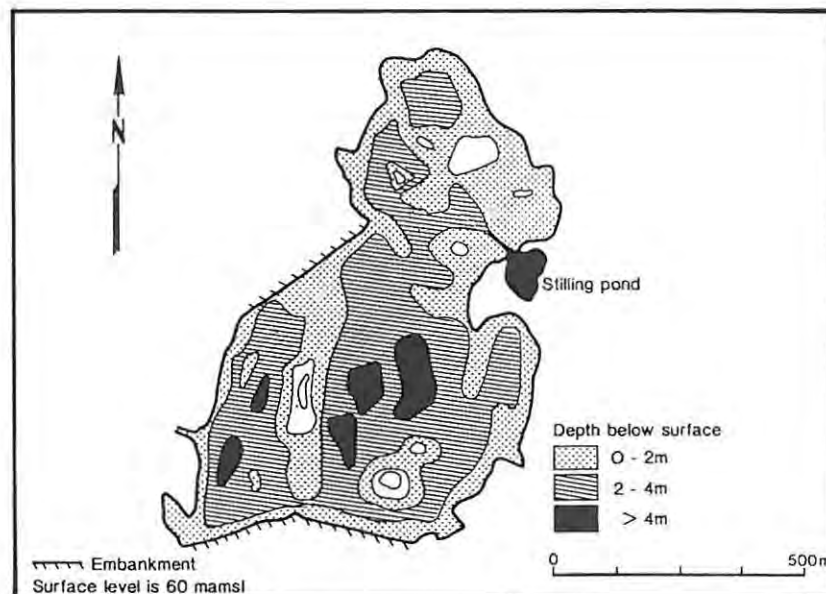 N
Stilling pond
Depth below surface
0 - 2m
2 - 4m
> 4m
Embankment
Surface level is 60 mamsl
0 500m